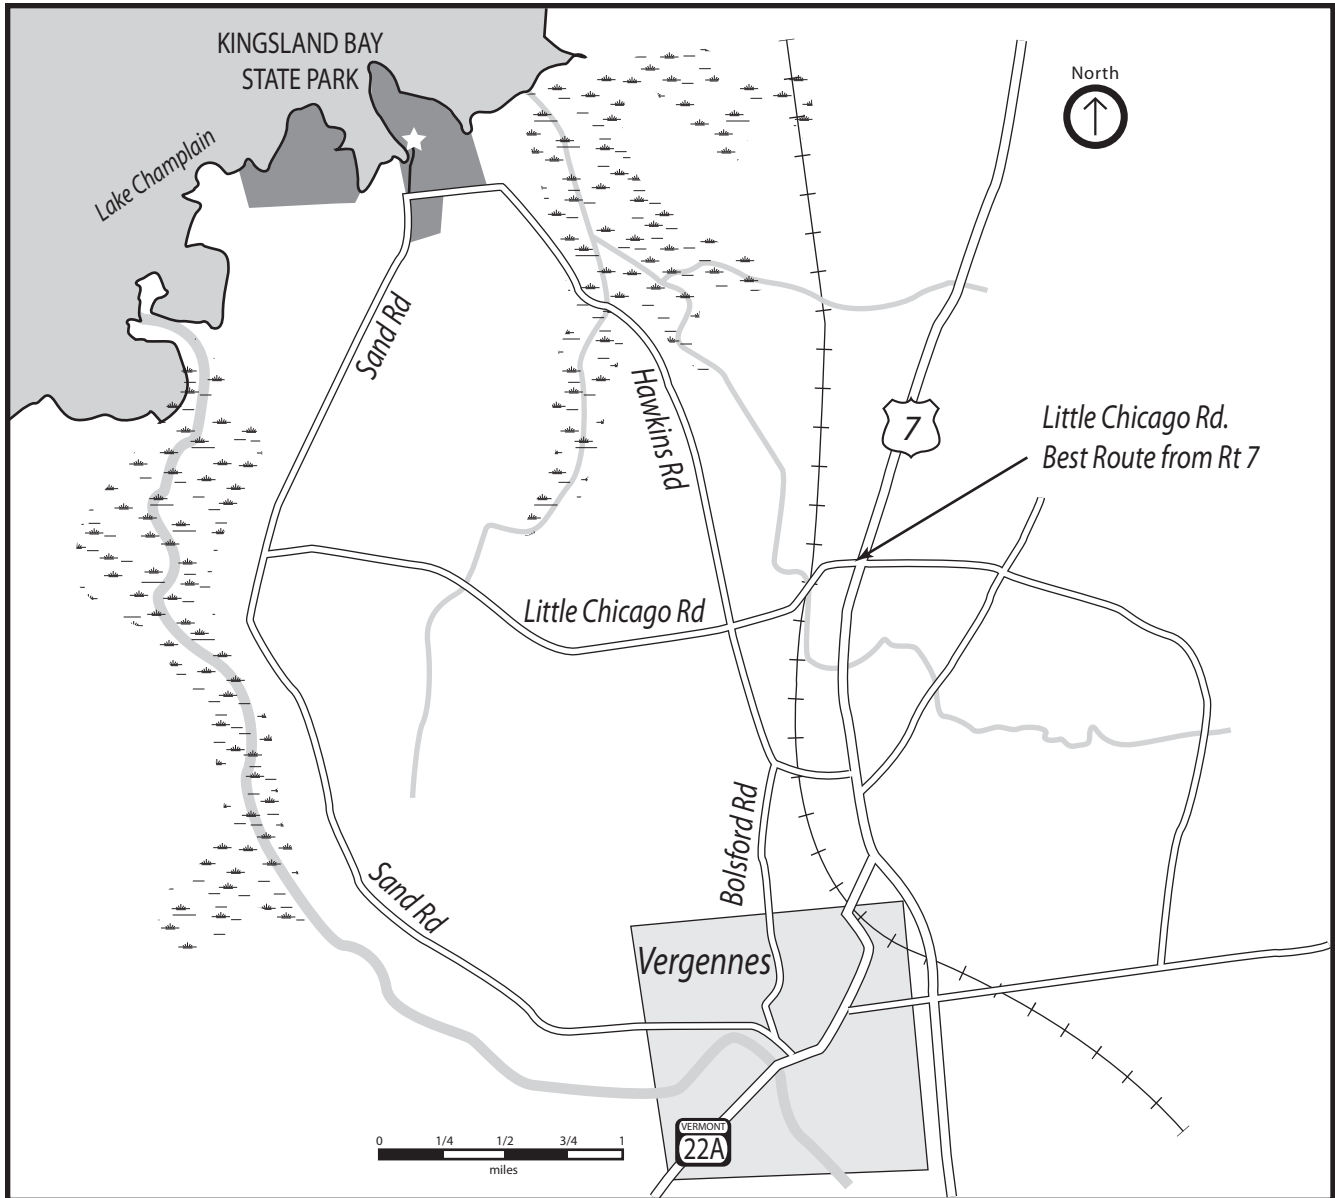 KINGSLAND BAY
STATE PARK
North
Lake Champlain
Sand Rd
Hawkins Rd
7
Little Chicago Rd.
Best Route from Rt 7
Little Chicago Rd
Bolsford Rd
Sand Rd
Vergennes
VERMONT
22A
0 1/4 1/2 3/4 1
miles